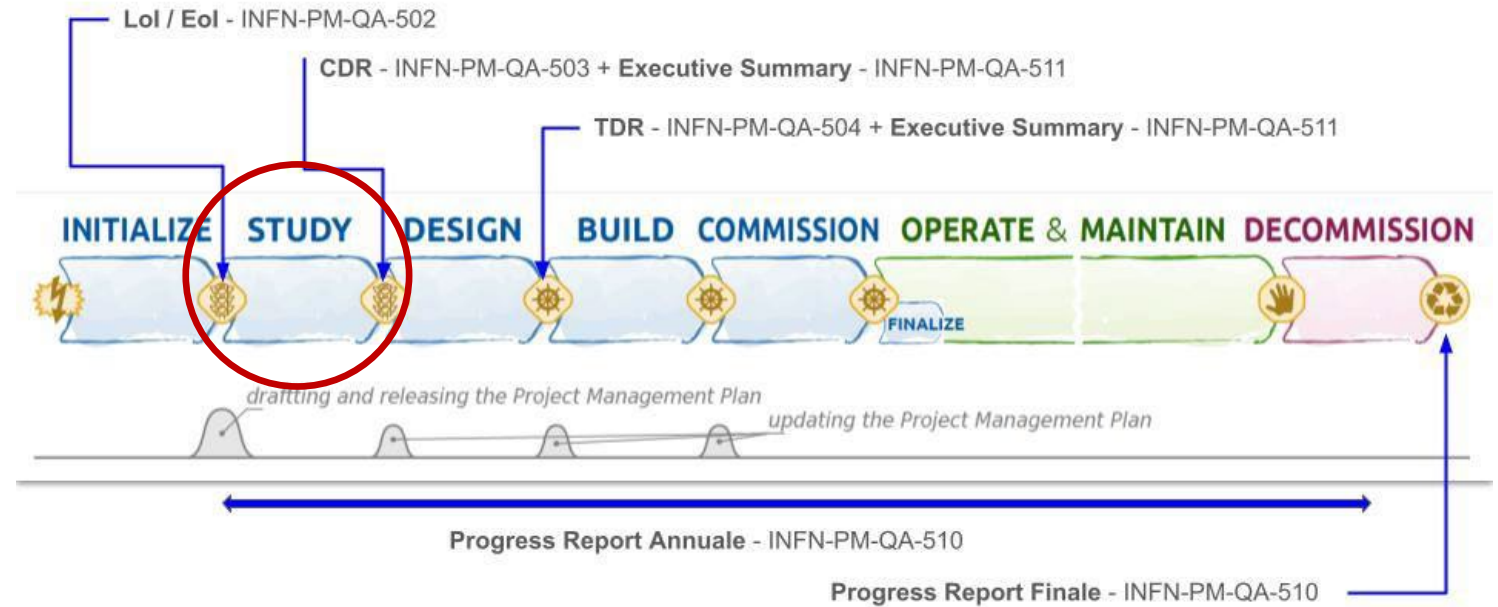 LoI / EoI - INFN-PM-QA-502
CDR - INFN-PM-QA-503 + Executive Summary - INFN-PM-QA-511
TDR - INFN-PM-QA-504 + Executive Summary - INFN-PM-QA-511
INITIALIZE STUDY DESIGN BUILD COMMISSION OPERATE & MAINTAIN DECOMMISSION
FINALIZE
draftting and releasing the Project Management Plan
updating the Project Management Plan
Progress Report Annuale - INFN-PM-QA-510
Progress Report Finale - INFN-PM-QA-510